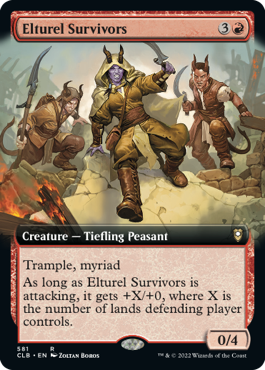 Elturel Survivors 3
Creature — Tiefling Peasant
Trample, myriad
As long as Elturel Survivors is
attacking, it gets +X/+0, where X is
the number of lands defending player
controls.
0/4
581 R
CLB • EN Zoltan Boros ™ & © 2022 Wizards of the Coast